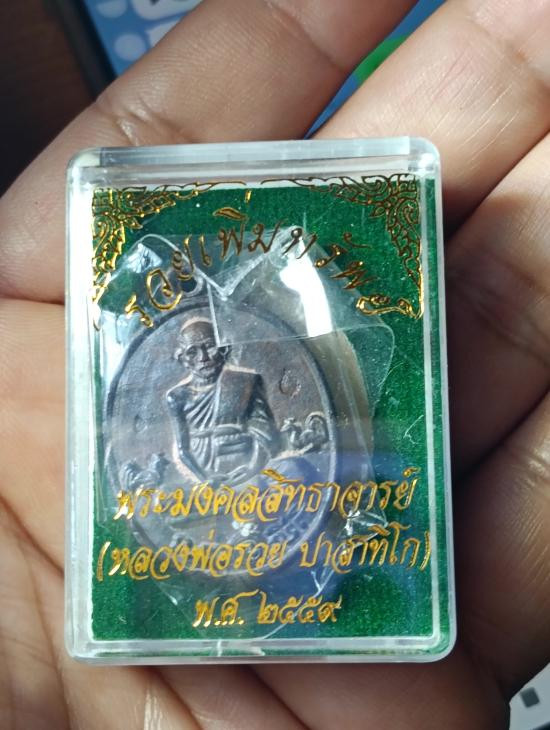 รวยเพิ่มทรัพย์
พระมงคลสิทธาจารย์
(หลวงพ่อรวย ปาสาทิโก)
พ.ศ. ๒๕๕๙